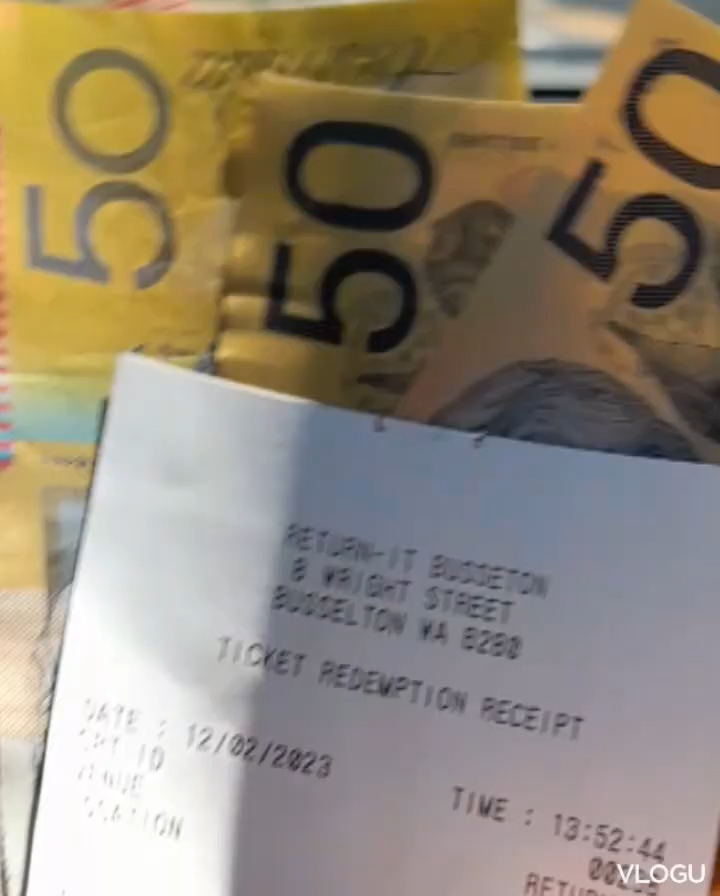 50
50
50
RETURN-IT BUSSETON
8 WRIGHT STREET
BUSSELTON WA 6280
TICKET REDEMPTION RECEIPT
DATE : 12/02/2023
TIME : 13:52:44
VENUE
VLOGU